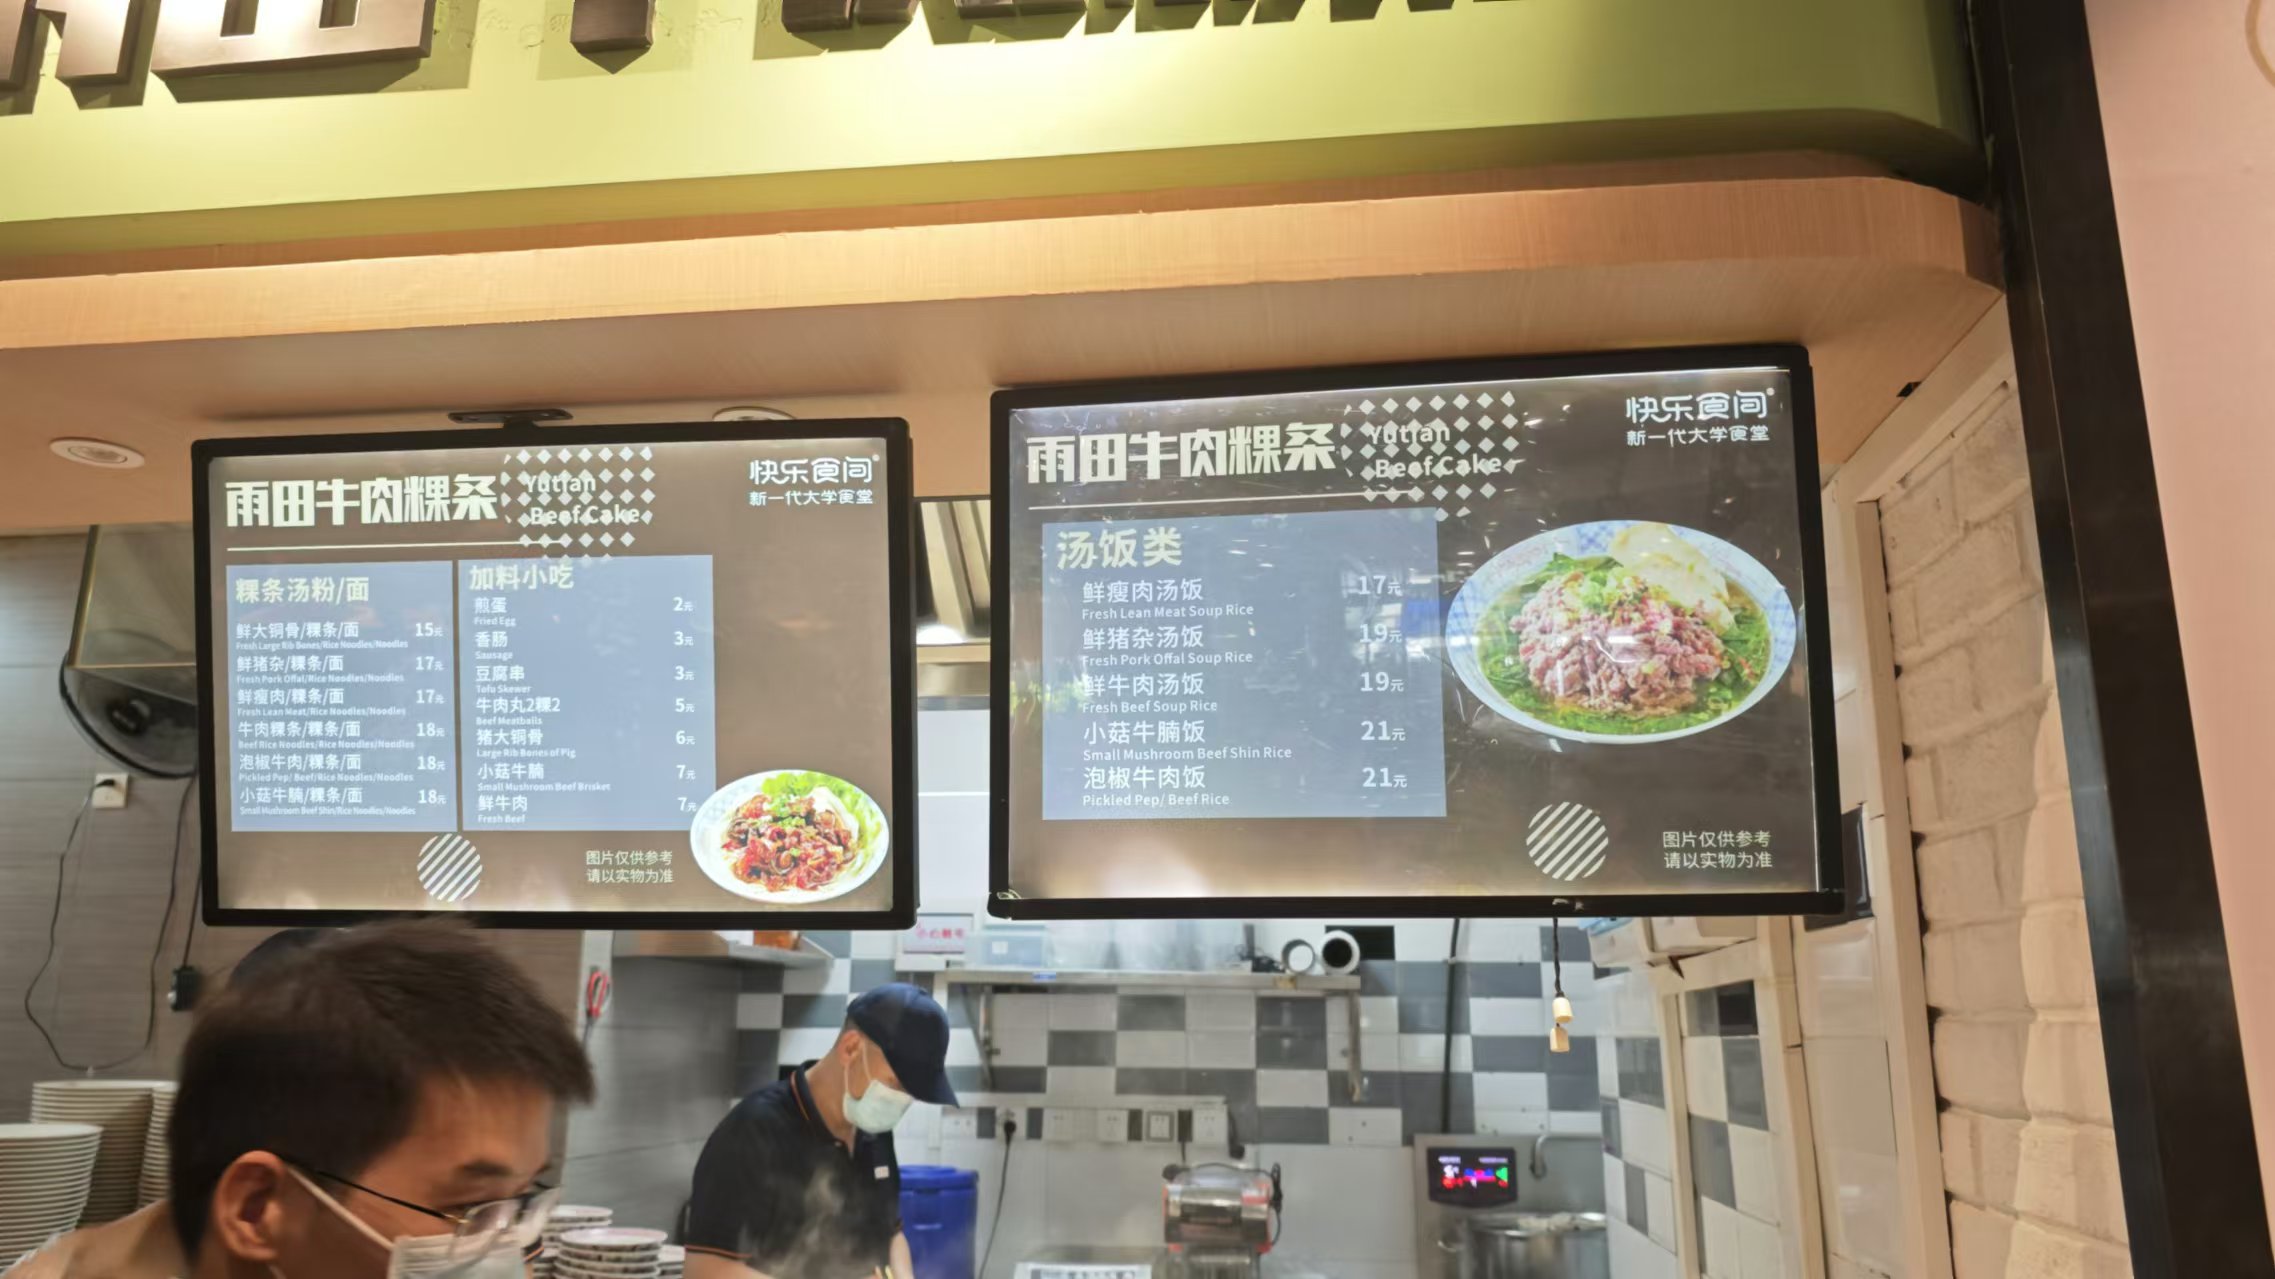 雨田牛肉粿条
Yutian
Beef Cake
快乐食间
新一代大学食堂
粿条汤粉/面
鲜大铜骨/粿条/面 15元
Fresh Large Rib Bones/Rice Noodles/Noodles
鲜猪杂/粿条/面 17元
Fresh Pork Offal/Rice Noodles/Noodles
鲜瘦肉/粿条/面 17元
Fresh Lean Meat/Rice Noodles/Noodles
牛肉粿条/粿条/面 18元
Beef Rice Noodles/Rice Noodles/Noodles
泡椒牛肉/粿条/面 18元
Pickled Pep/ Beef/Rice Noodles/Noodles
小菇牛腩/粿条/面 18元
Small Mushroom Beef Shin/Rice Noodles/Noodles
加料小吃
煎蛋 2元
Fried Egg
香肠 3元
Sausage
豆腐串 3元
Tofu Skewer
牛肉丸2粿2 5元
Beef Meatballs
猪大铜骨 6元
Large Rib Bones of Pig
小菇牛腩 7元
Small Mushroom Beef Brisket
鲜牛肉 7元
Fresh Beef
图片仅供参考
请以实物为准
雨田牛肉粿条
Yutian
Beef Cake
快乐食间
新一代大学食堂
汤饭类
鲜瘦肉汤饭 17元
Fresh Lean Meat Soup Rice
鲜猪杂汤饭 19元
Fresh Pork Offal Soup Rice
鲜牛肉汤饭 19元
Fresh Beef Soup Rice
小菇牛腩饭 21元
Small Mushroom Beef Shin Rice
泡椒牛肉饭 21元
Pickled Pep/ Beef Rice
图片仅供参考
请以实物为准